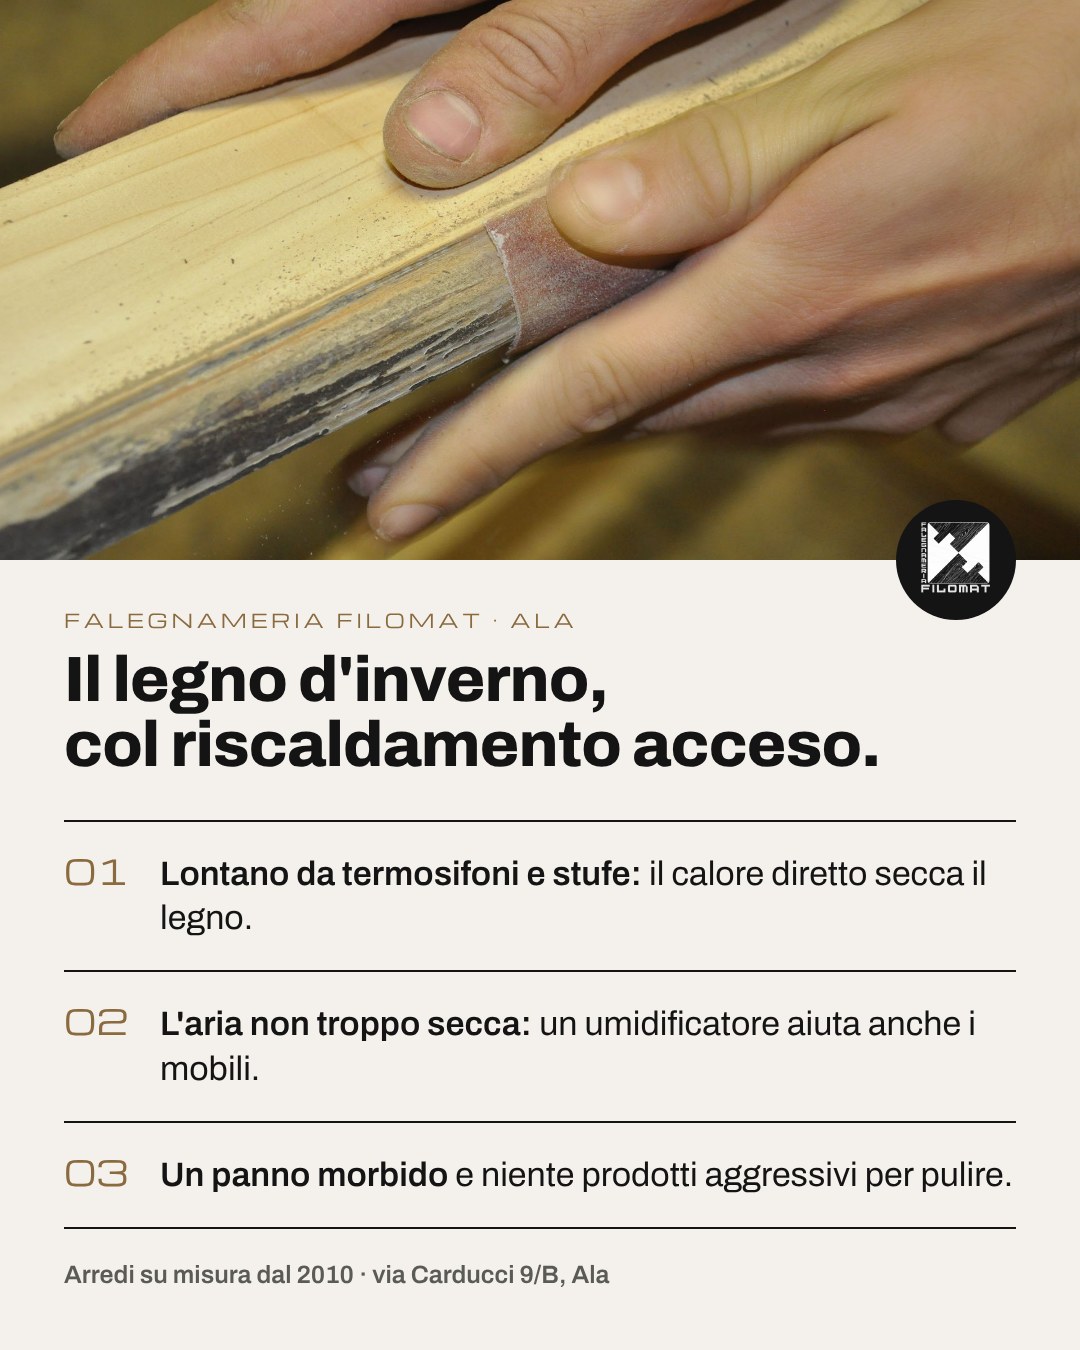 FALEGNAMERIA
FILOMAT
FALEGNAMERIA FILOMAT · ALA
Il legno d'inverno,
col riscaldamento acceso.
01 Lontano da termosifoni e stufe: il calore diretto secca il
legno.
02 L'aria non troppo secca: un umidificatore aiuta anche i
mobili.
03 Un panno morbido e niente prodotti aggressivi per pulire.
Arredi su misura dal 2010 · via Carducci 9/B, Ala